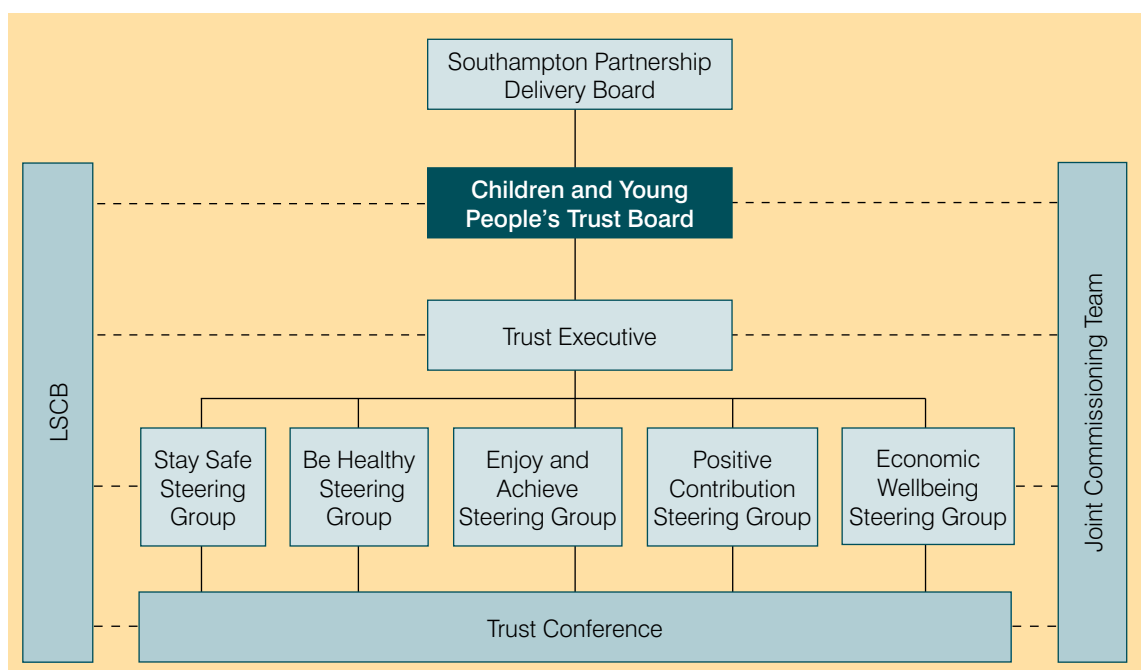 Southampton Partnership
Delivery Board
Children and Young
People’s Trust Board
Trust Executive
LSCB
Joint Commissioning Team
Stay Safe
Steering
Group
Be Healthy
Steering
Group
Enjoy and
Achieve
Steering Group
Positive
Contribution
Steering Group
Economic
Wellbeing
Steering Group
Trust Conference